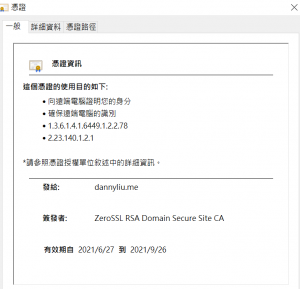 憑證
一般 詳細資料 憑證路徑
憑證資訊
這個憑證的使用目的如下:
• 向遠端電腦證明您的身分
• 確保遠端電腦的識別
• 1.3.6.1.4.1.6449.1.2.2.78
• 2.23.140.1.2.1
*請參照憑證授權單位敘述中的詳細資訊。
發給: dannyliu.me
簽發者: ZeroSSL RSA Domain Secure Site CA
有效期自 2021/6/27 到 2021/9/26